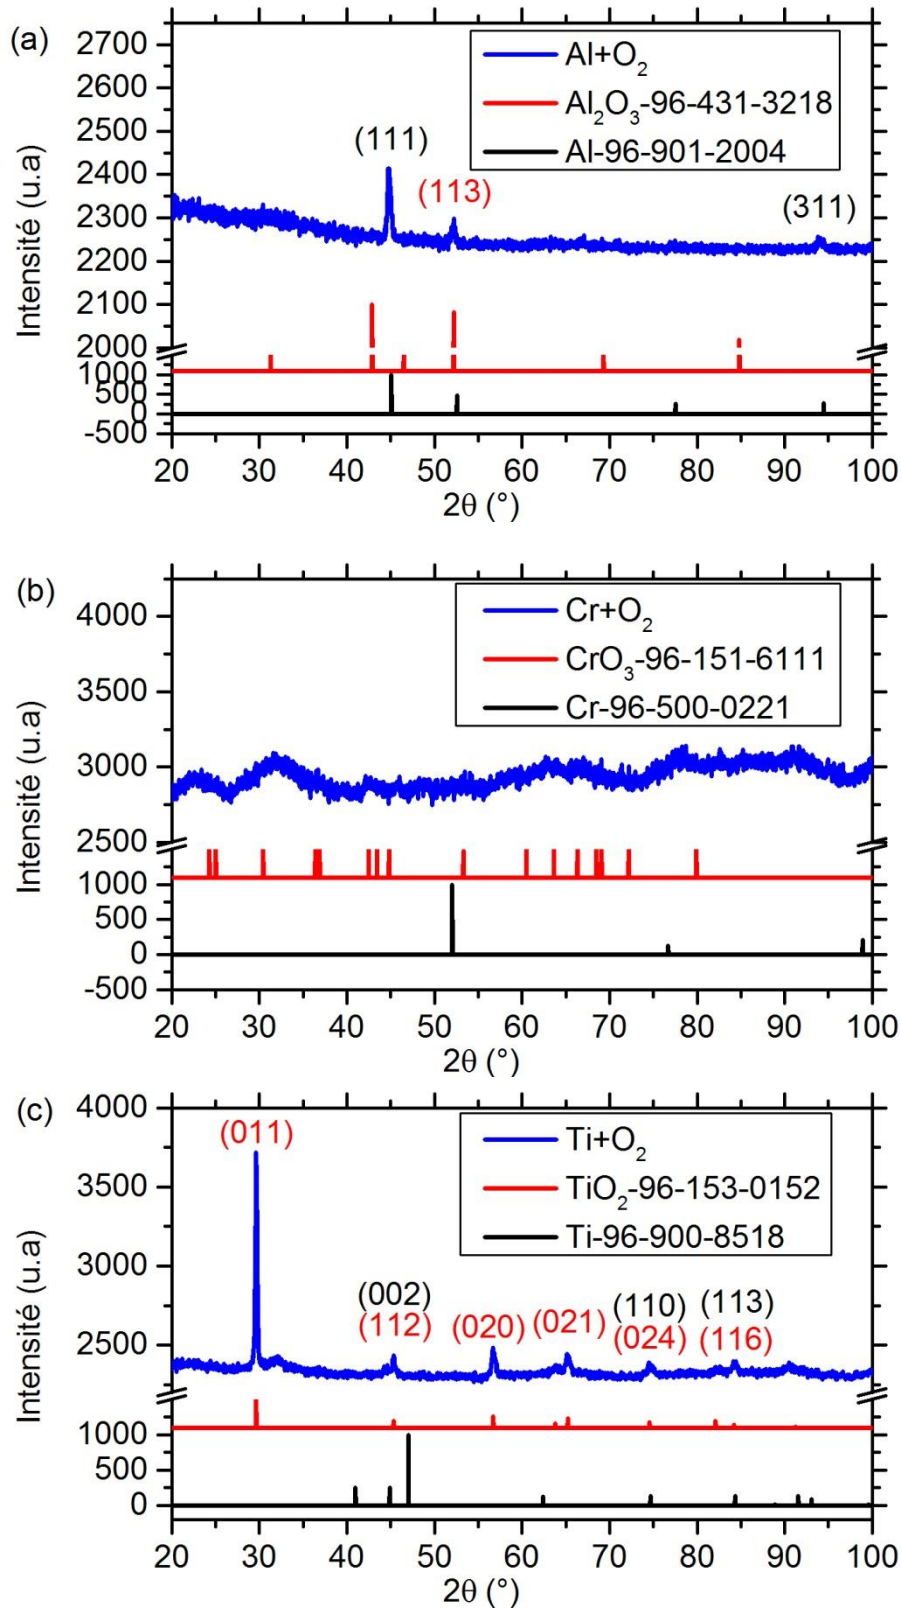 (a)
2700
2600
2500
2400
2300
2200
2100
2000
1000
500
0
-500
Intensité (u.a)
Al+O₂
Al₂O₃-96-431-3218
Al-96-901-2004
(111)
(113)
(311)
20 30 40 50 60 70 80 90 100
2θ (°)
(b)
4000
3500
3000
2500
1000
500
0
-500
Intensité (u.a)
Cr+O₂
CrO₃-96-151-6111
Cr-96-500-0221
20 30 40 50 60 70 80 90 100
2θ (°)
(c)
4000
3500
3000
2500
1000
500
0
Intensité (u.a)
Ti+O₂
TiO₂-96-153-0152
Ti-96-900-8518
(011)
(002) (110) (113)
(112) (020) (021) (024) (116)
20 30 40 50 60 70 80 90 100
2θ (°)